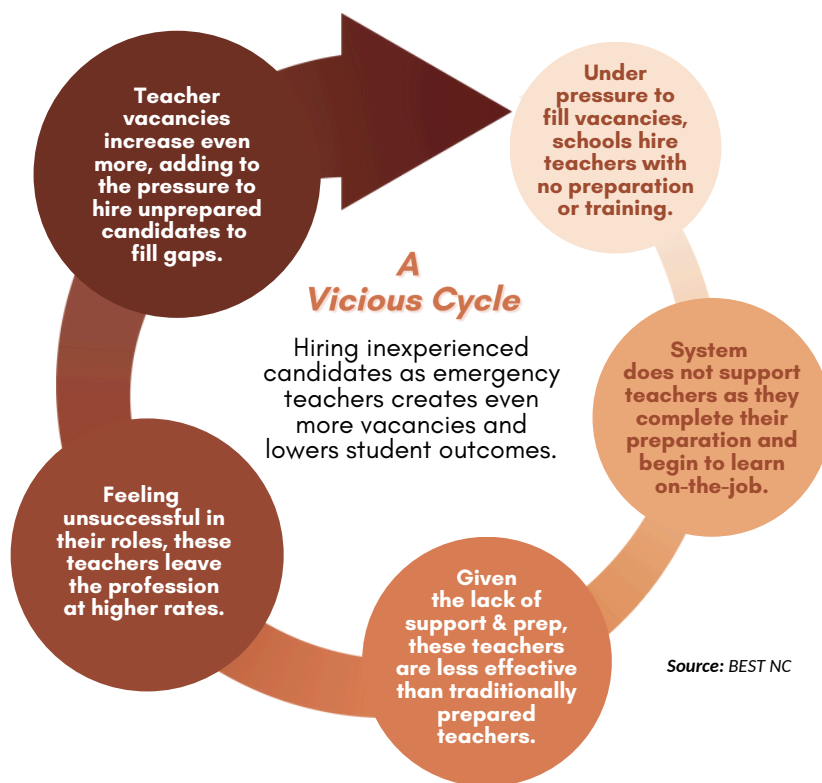 A
Vicious Cycle
Hiring inexperienced
candidates as emergency
teachers creates even
more vacancies and
lowers student outcomes.
Under
pressure to
fill vacancies,
schools hire
teachers with
no preparation
or training.
System
does not support
teachers as they
complete their
preparation and
begin to learn
on-the-job.
Given
the lack of
support & prep,
these teachers
are less effective
than traditionally
prepared
teachers.
Feeling
unsuccessful in
their roles, these
teachers leave
the profession
at higher rates.
Teacher
vacancies
increase even
more, adding to
the pressure to
hire unprepared
candidates to
fill gaps.
Source: BEST NC